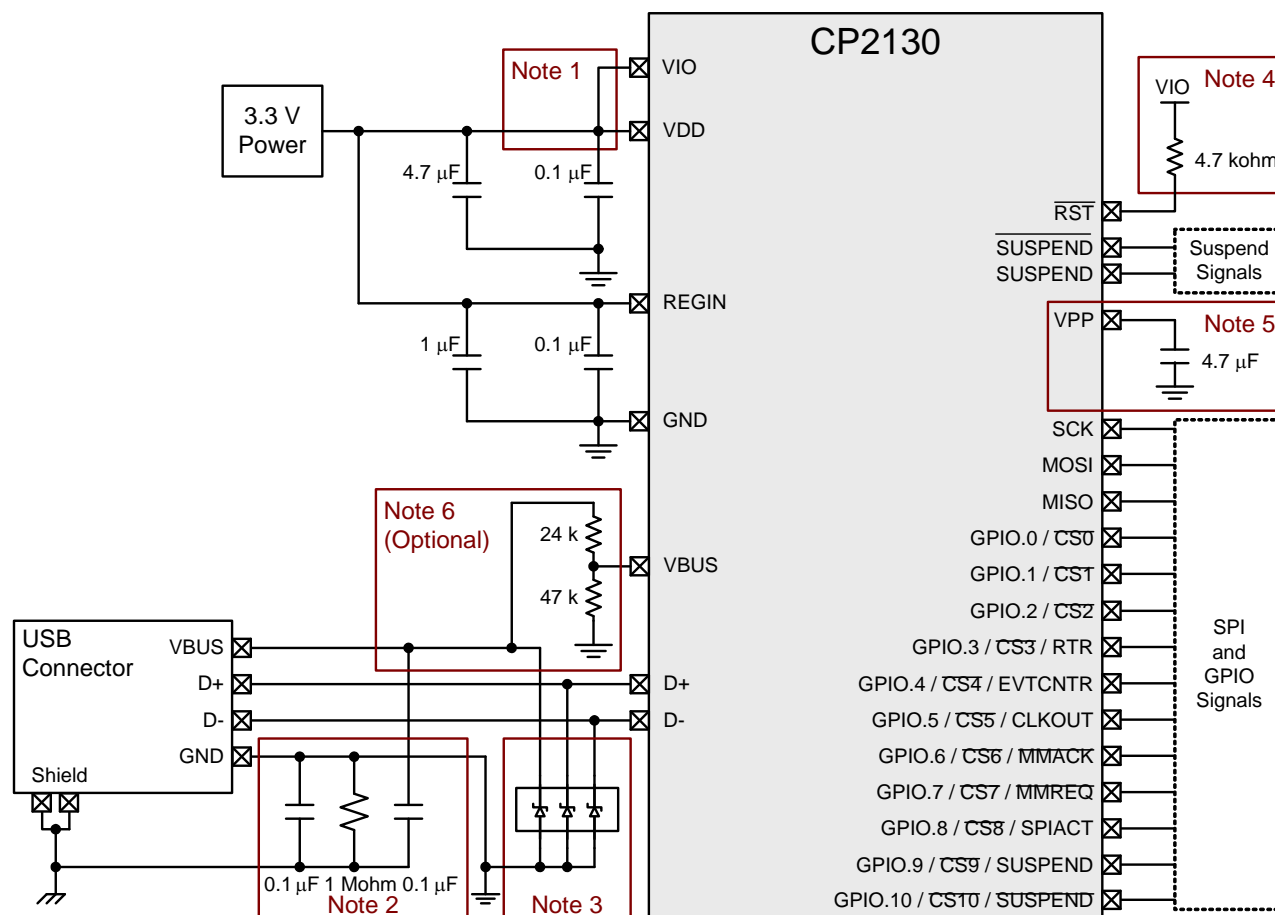 CP2130
Note 1
VIO
3.3 V
Power
VDD
4.7 µF
0.1 µF
REGIN
1 µF
0.1 µF
GND
Note 6
(Optional)
24 k
VBUS
47 k
USB
Connector
VBUS
D+
D-
GND
Shield
D+
D-
0.1 µF
1 Mohm
0.1 µF
Note 2
Note 3
Note 4
VIO
4.7 kohm
RST
SUSPEND
SUSPEND
Suspend
Signals
VPP
Note 5
4.7 µF
SCK
MOSI
MISO
GPIO.0 / CS0
GPIO.1 / CS1
GPIO.2 / CS2
GPIO.3 / CS3 / RTR
GPIO.4 / CS4 / EVTCNTR
GPIO.5 / CS5 / CLKOUT
GPIO.6 / CS6 / MMACK
GPIO.7 / CS7 / MMREQ
GPIO.8 / CS8 / SPIACT
GPIO.9 / CS9 / SUSPEND
GPIO.10 / CS10 / SUSPEND
SPI
and
GPIO
Signals